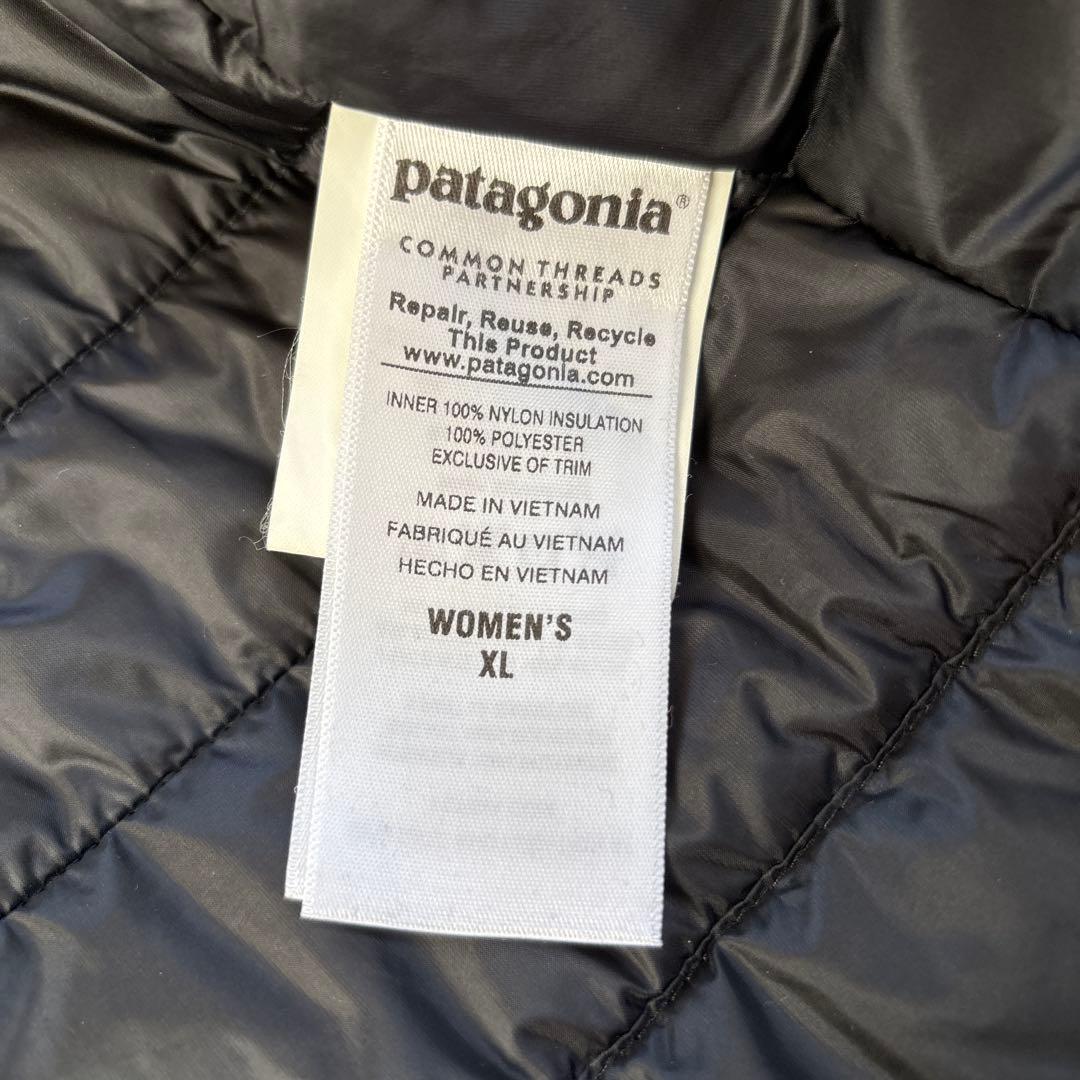 patagonia®
COMMON THREADS
PARTNERSHIP
Repair, Reuse, Recycle
This Product
www.patagonia.com
INNER 100% NYLON INSULATION
100% POLYESTER
EXCLUSIVE OF TRIM
MADE IN VIETNAM
FABRIQUÉ AU VIETNAM
HECHO EN VIETNAM
WOMEN'S
XL